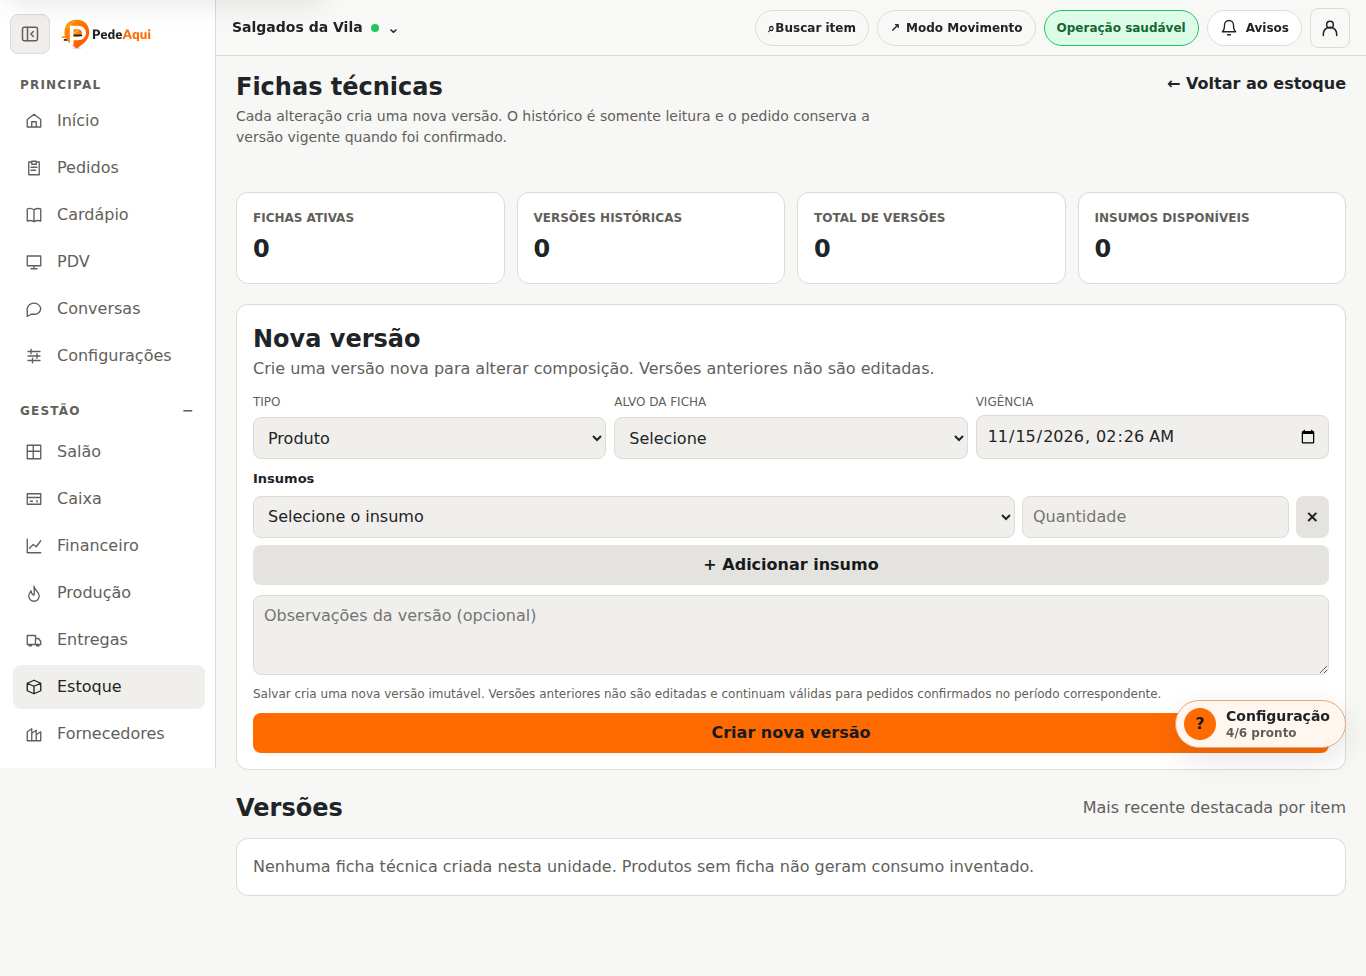 PedeAqui
PRINCIPAL
Início
Pedidos
Cardápio
PDV
Conversas
Configurações
GESTÃO
Salão
Caixa
Financeiro
Produção
Entregas
Estoque
Fornecedores
Salgados da Vila
Buscar item
↗ Modo Movimento
Operação saudável
Avisos
Fichas técnicas
← Voltar ao estoque
Cada alteração cria uma nova versão. O histórico é somente leitura e o pedido conserva a
versão vigente quando foi confirmado.
FICHAS ATIVAS
0
VERSÕES HISTÓRICAS
0
TOTAL DE VERSÕES
0
INSUMOS DISPONÍVEIS
0
Nova versão
Crie uma versão nova para alterar composição. Versões anteriores não são editadas.
TIPO
Produto
ALVO DA FICHA
Selecione
VIGÊNCIA
11/15/2026, 02:26 AM
Insumos
Selecione o insumo
Quantidade
×
+ Adicionar insumo
Observações da versão (opcional)
Salvar cria uma nova versão imutável. Versões anteriores não são editadas e continuam válidas para pedidos confirmados no período correspondente.
Criar nova versão
?
Configuração
4/6 pronto
Versões
Mais recente destacada por item
Nenhuma ficha técnica criada nesta unidade. Produtos sem ficha não geram consumo inventado.